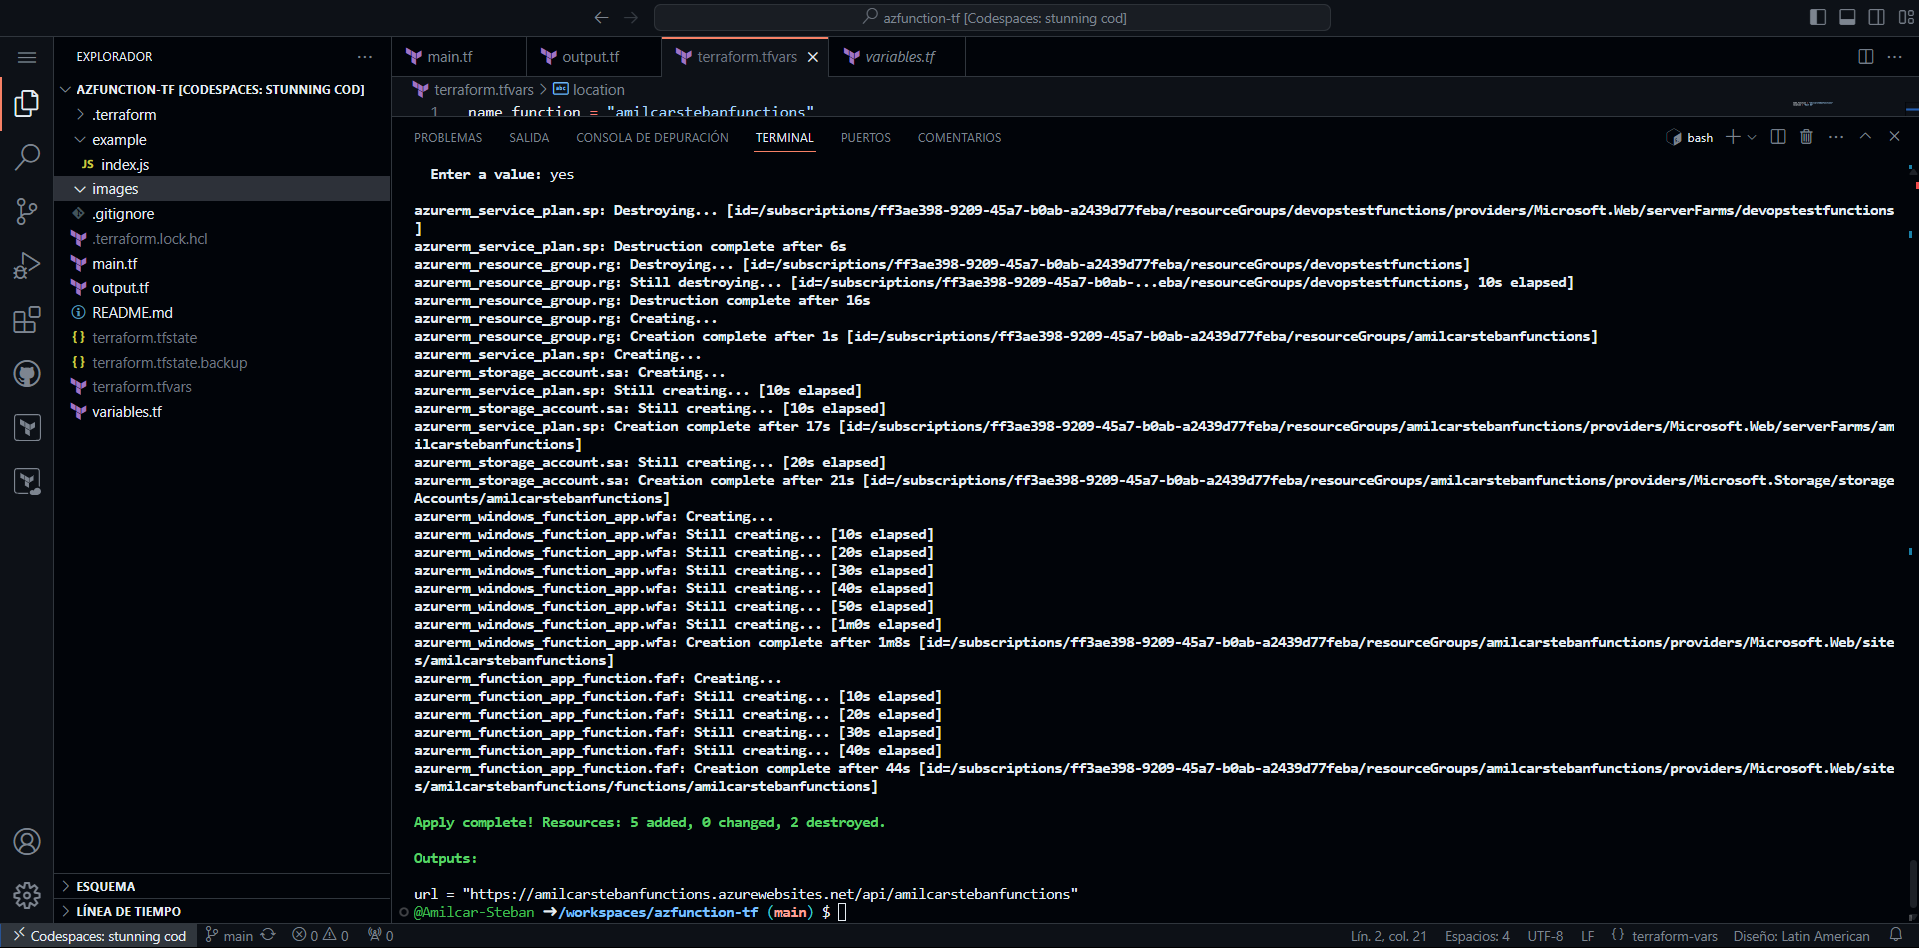 azfunction-tf [Codespaces: stunning cod]
EXPLORADOR
AZFUNCTION-TF [CODESPACES: STUNNING COD]
.terraform
example
JS index.js
images
.gitignore
.terraform.lock.hcl
main.tf
output.tf
README.md
{} terraform.tfstate
{} terraform.tfstate.backup
terraform.tfvars
variables.tf
ESQUEMA
LÍNEA DE TIEMPO
main.tf
output.tf
terraform.tfvars
variables.tf
terraform.tfvars > abc location
1 name_function = "amilcarstebanfunctions"
PROBLEMAS SALIDA CONSOLA DE DEPURACIÓN TERMINAL PUERTOS COMENTARIOS
bash
Enter a value: yes
azurerm_service_plan.sp: Destroying... [id=/subscriptions/ff3ae398-9209-45a7-b0ab-a2439d77feba/resourceGroups/devopstestfunctions/providers/Microsoft.Web/serverFarms/devopstestfunctions
]
azurerm_service_plan.sp: Destruction complete after 6s
azurerm_resource_group.rg: Destroying... [id=/subscriptions/ff3ae398-9209-45a7-b0ab-a2439d77feba/resourceGroups/devopstestfunctions]
azurerm_resource_group.rg: Still destroying... [id=/subscriptions/ff3ae398-9209-45a7-b0ab-...eba/resourceGroups/devopstestfunctions, 10s elapsed]
azurerm_resource_group.rg: Destruction complete after 16s
azurerm_resource_group.rg: Creating...
azurerm_resource_group.rg: Creation complete after 1s [id=/subscriptions/ff3ae398-9209-45a7-b0ab-a2439d77feba/resourceGroups/amilcarstebanfunctions]
azurerm_service_plan.sp: Creating...
azurerm_storage_account.sa: Creating...
azurerm_service_plan.sp: Still creating... [10s elapsed]
azurerm_storage_account.sa: Still creating... [10s elapsed]
azurerm_service_plan.sp: Creation complete after 17s [id=/subscriptions/ff3ae398-9209-45a7-b0ab-a2439d77feba/resourceGroups/amilcarstebanfunctions/providers/Microsoft.Web/serverFarms/am
ilcarstebanfunctions]
azurerm_storage_account.sa: Still creating... [20s elapsed]
azurerm_storage_account.sa: Creation complete after 21s [id=/subscriptions/ff3ae398-9209-45a7-b0ab-a2439d77feba/resourceGroups/amilcarstebanfunctions/providers/Microsoft.Storage/storage
Accounts/amilcarstebanfunctions]
azurerm_windows_function_app.wfa: Creating...
azurerm_windows_function_app.wfa: Still creating... [10s elapsed]
azurerm_windows_function_app.wfa: Still creating... [20s elapsed]
azurerm_windows_function_app.wfa: Still creating... [30s elapsed]
azurerm_windows_function_app.wfa: Still creating... [40s elapsed]
azurerm_windows_function_app.wfa: Still creating... [50s elapsed]
azurerm_windows_function_app.wfa: Still creating... [1m0s elapsed]
azurerm_windows_function_app.wfa: Creation complete after 1m8s [id=/subscriptions/ff3ae398-9209-45a7-b0ab-a2439d77feba/resourceGroups/amilcarstebanfunctions/providers/Microsoft.Web/site
s/amilcarstebanfunctions]
azurerm_function_app_function.faf: Creating...
azurerm_function_app_function.faf: Still creating... [10s elapsed]
azurerm_function_app_function.faf: Still creating... [20s elapsed]
azurerm_function_app_function.faf: Still creating... [30s elapsed]
azurerm_function_app_function.faf: Still creating... [40s elapsed]
azurerm_function_app_function.faf: Creation complete after 44s [id=/subscriptions/ff3ae398-9209-45a7-b0ab-a2439d77feba/resourceGroups/amilcarstebanfunctions/providers/Microsoft.Web/site
s/amilcarstebanfunctions/functions/amilcarstebanfunctions]
Apply complete! Resources: 5 added, 0 changed, 2 destroyed.
Outputs:
url = "https://amilcarstebanfunctions.azurewebsites.net/api/amilcarstebanfunctions"
@Amilcar-Steban ➜/workspaces/azfunction-tf (main) $
Codespaces: stunning cod main 0 0 0 Lín. 2, col. 21 Espacios: 4 UTF-8 LF {} terraform-vars Diseño: Latin American